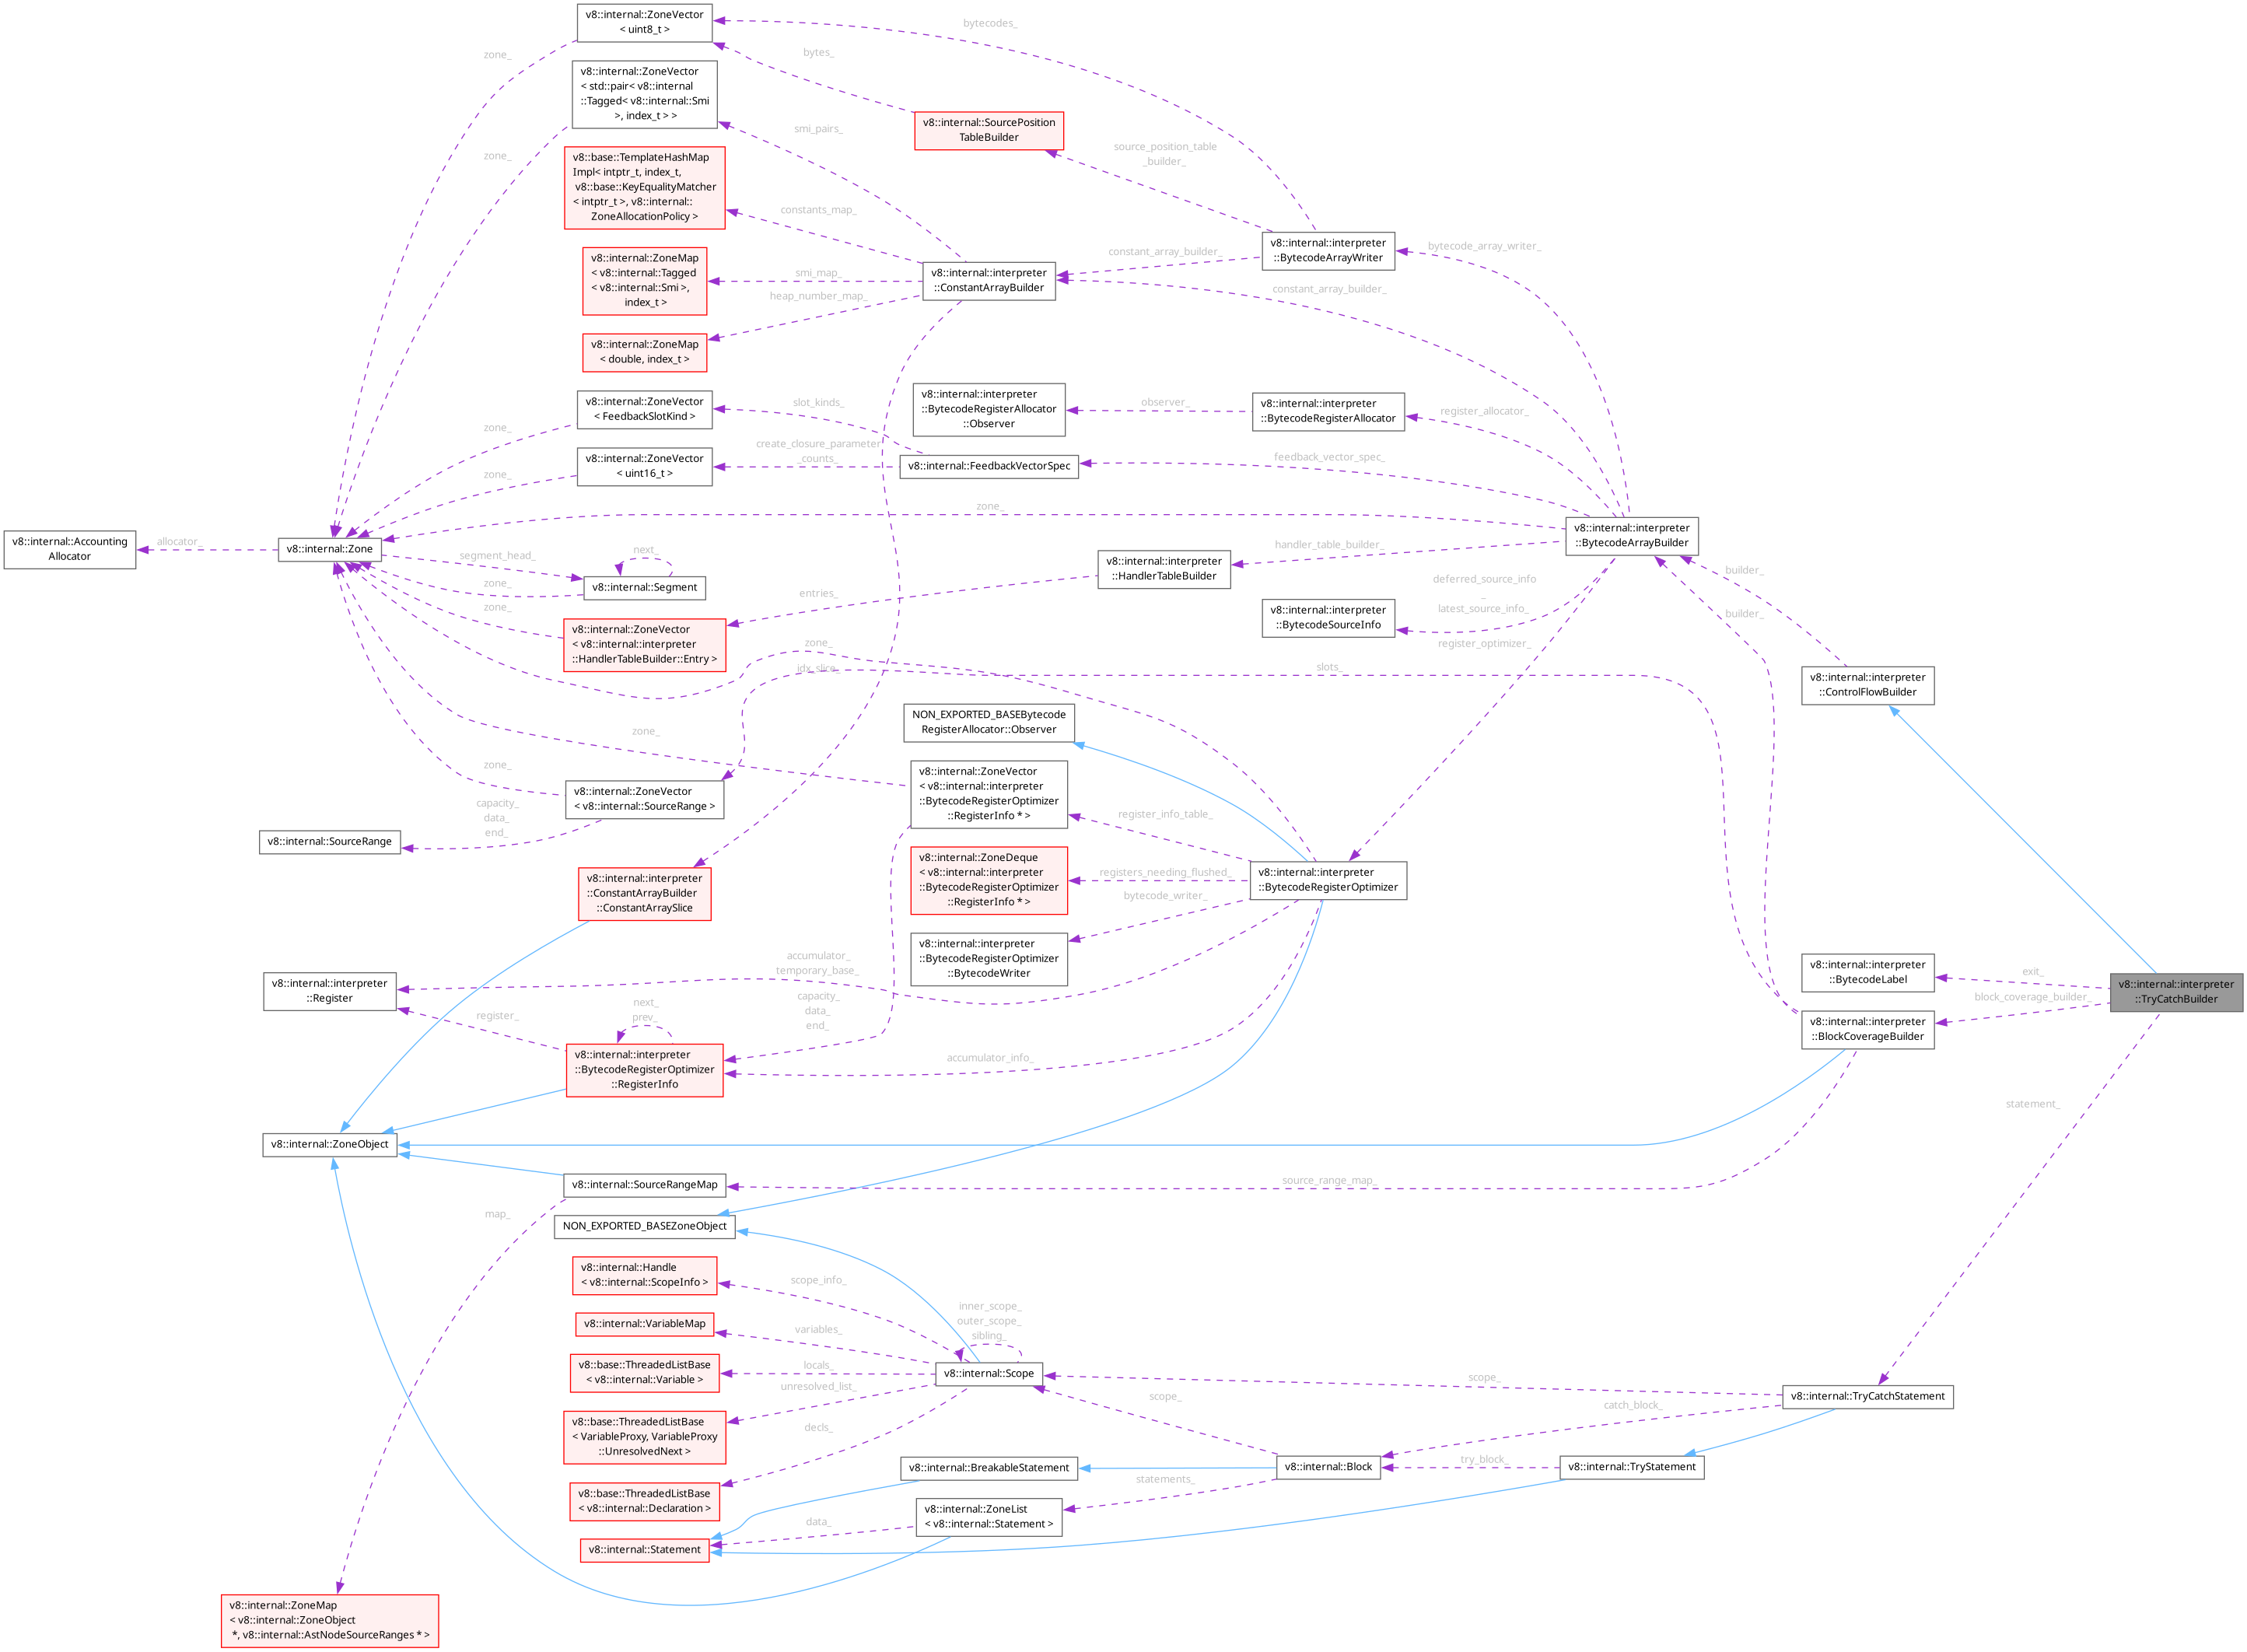 v8::internal::ZoneVector
< uint8_t >
bytecodes_
zone_
bytes_
v8::internal::ZoneVector
< std::pair< v8::internal
::Tagged< v8::internal::Smi
>, index_t > >
v8::internal::SourcePosition
TableBuilder
smi_pairs_
source_position_table
_builder_
zone_
v8::base::TemplateHashMap
Impl< intptr_t, index_t,
v8::base::KeyEqualityMatcher
< intptr_t >, v8::internal::
ZoneAllocationPolicy >
constants_map_
v8::internal::interpreter
::BytecodeArrayWriter
bytecode_array_writer_
constant_array_builder_
v8::internal::ZoneMap
< v8::internal::Tagged
< v8::internal::Smi >,
index_t >
smi_map_
v8::internal::interpreter
::ConstantArrayBuilder
constant_array_builder_
heap_number_map_
v8::internal::ZoneMap
< double, index_t >
v8::internal::ZoneVector
< FeedbackSlotKind >
slot_kinds_
v8::internal::interpreter
::BytecodeRegisterAllocator
::Observer
observer_
v8::internal::interpreter
::BytecodeRegisterAllocator
register_allocator_
zone_
create_closure_parameter
_counts_
v8::internal::ZoneVector
< uint16_t >
v8::internal::FeedbackVectorSpec
feedback_vector_spec_
zone_
zone_
v8::internal::Accounting
Allocator
allocator_
v8::internal::Zone
segment_head_
next_
v8::internal::interpreter
::BytecodeArrayBuilder
handler_table_builder_
v8::internal::interpreter
::HandlerTableBuilder
zone_
v8::internal::Segment
deferred_source_info
_
latest_source_info_
builder_
zone_
entries_
v8::internal::interpreter
::BytecodeSourceInfo
builder_
v8::internal::ZoneVector
< v8::internal::interpreter
::HandlerTableBuilder::Entry >
zone_
register_optimizer_
idx_slice_
slots_
v8::internal::interpreter
::ControlFlowBuilder
NON_EXPORTED_BASEBytecode
RegisterAllocator::Observer
zone_
zone_
v8::internal::ZoneVector
< v8::internal::SourceRange >
v8::internal::ZoneVector
< v8::internal::interpreter
::BytecodeRegisterOptimizer
::RegisterInfo * >
register_info_table_
capacity_
data_
end_
v8::internal::SourceRange
v8::internal::interpreter
::ConstantArrayBuilder
::ConstantArraySlice
v8::internal::ZoneDeque
< v8::internal::interpreter
::BytecodeRegisterOptimizer
::RegisterInfo * >
registers_needing_flushed_
v8::internal::interpreter
::BytecodeRegisterOptimizer
bytecode_writer_
v8::internal::interpreter
::BytecodeRegisterOptimizer
::BytecodeWriter
accumulator_
temporary_base_
v8::internal::interpreter
::Register
v8::internal::interpreter
::BytecodeLabel
exit_
v8::internal::interpreter
::TryCatchBuilder
block_coverage_builder_
capacity_
data_
end_
next_
prev_
register_
v8::internal::interpreter
::BlockCoverageBuilder
v8::internal::interpreter
::BytecodeRegisterOptimizer
::RegisterInfo
accumulator_info_
statement_
v8::internal::ZoneObject
v8::internal::SourceRangeMap
source_range_map_
map_
NON_EXPORTED_BASEZoneObject
v8::internal::Handle
< v8::internal::ScopeInfo >
scope_info_
inner_scope_
outer_scope_
sibling_
v8::internal::VariableMap
variables_
v8::base::ThreadedListBase
< v8::internal::Variable >
locals_
v8::internal::Scope
scope_
unresolved_list_
scope_
v8::internal::TryCatchStatement
catch_block_
v8::base::ThreadedListBase
< VariableProxy, VariableProxy
::UnresolvedNext >
decls_
v8::internal::BreakableStatement
v8::internal::Block
try_block_
v8::internal::TryStatement
statements_
v8::base::ThreadedListBase
< v8::internal::Declaration >
v8::internal::ZoneList
< v8::internal::Statement >
data_
v8::internal::Statement
v8::internal::ZoneMap
< v8::internal::ZoneObject
*, v8::internal::AstNodeSourceRanges * >